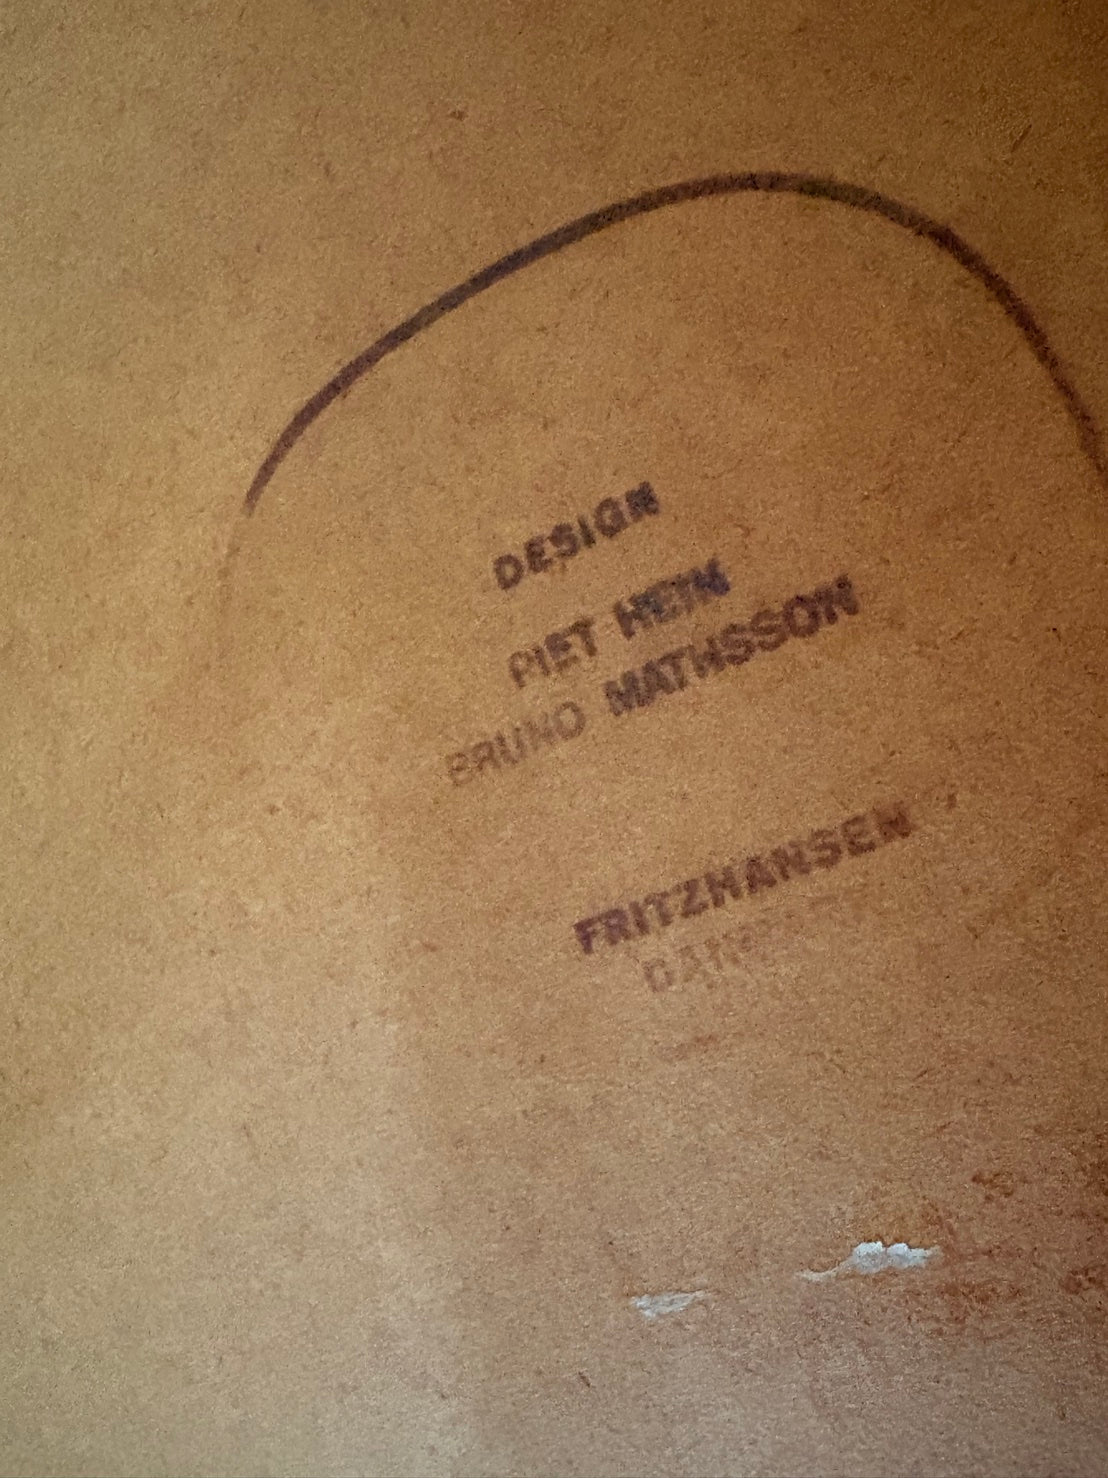 DESIGN
PIET HEIN
BRUNO MATHSSON
FRITZHANSEN